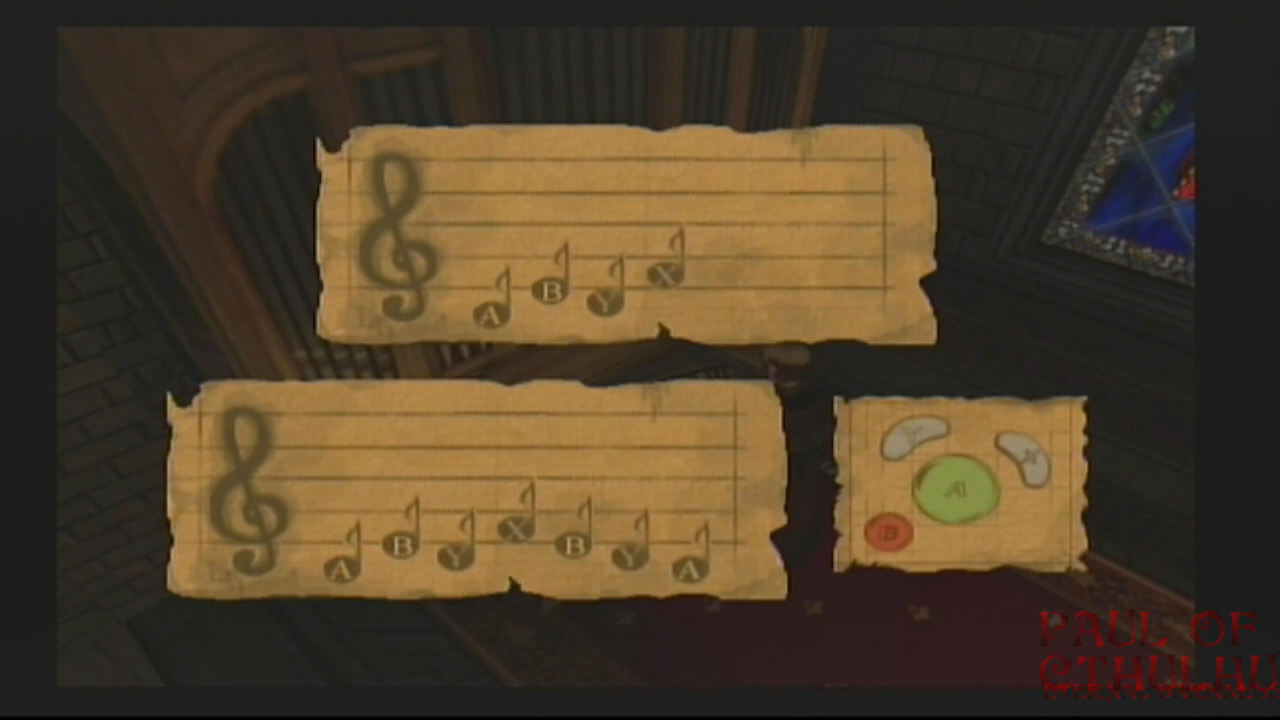 A B Y X
A B Y X B Y A
Y X
A
B
PAUL OF
CTHULHU